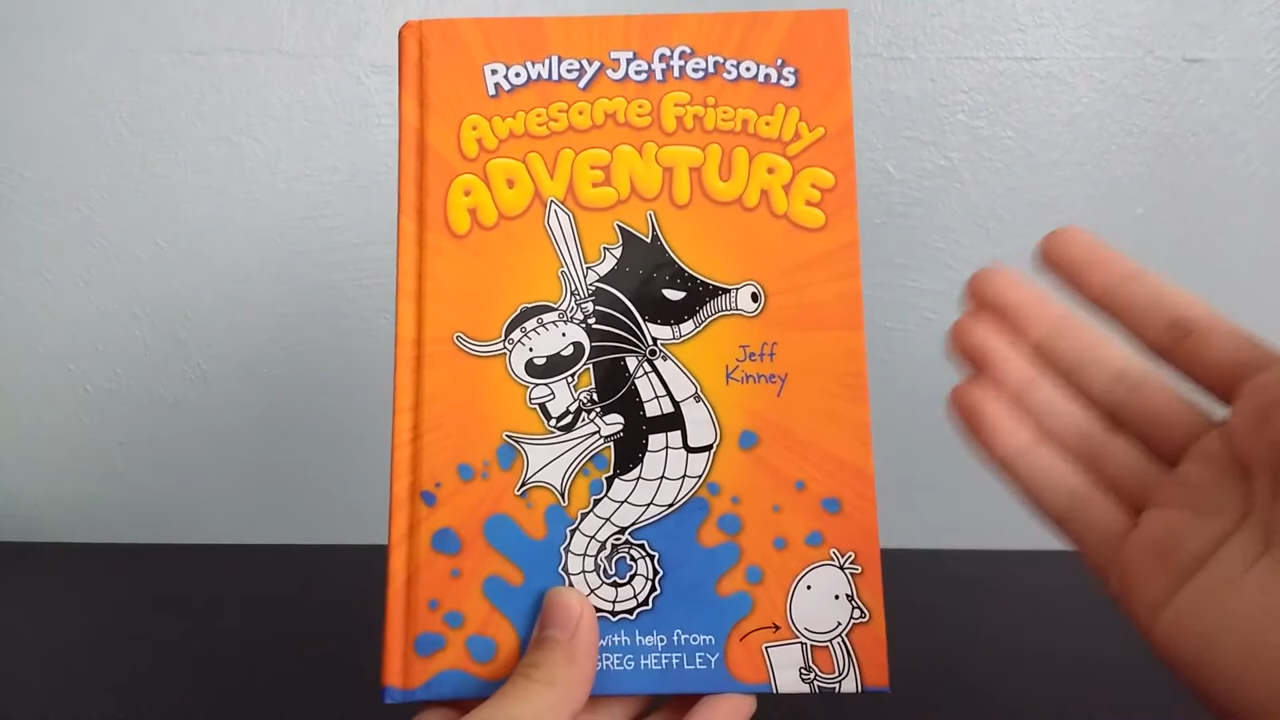 Rowley Jefferson's
Awesome Friendly
ADVENTURE
Jeff
Kinney
with help from
GREG HEFFLEY